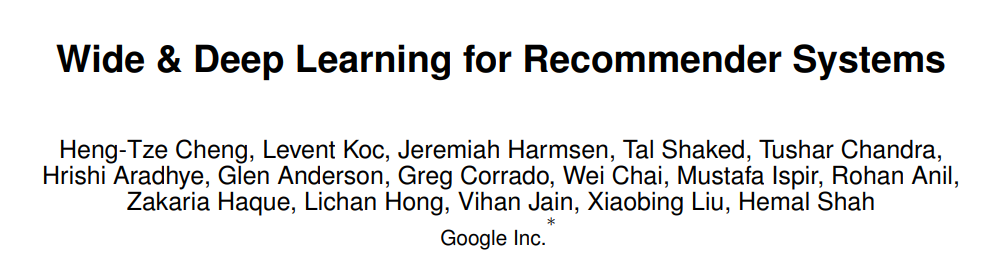 Wide & Deep Learning for Recommender Systems
Heng-Tze Cheng, Levent Koc, Jeremiah Harmsen, Tal Shaked, Tushar Chandra,
Hrishi Aradhye, Glen Anderson, Greg Corrado, Wei Chai, Mustafa Ispir, Rohan Anil,
Zakaria Haque, Lichan Hong, Vihan Jain, Xiaobing Liu, Hemal Shah
Google Inc.*